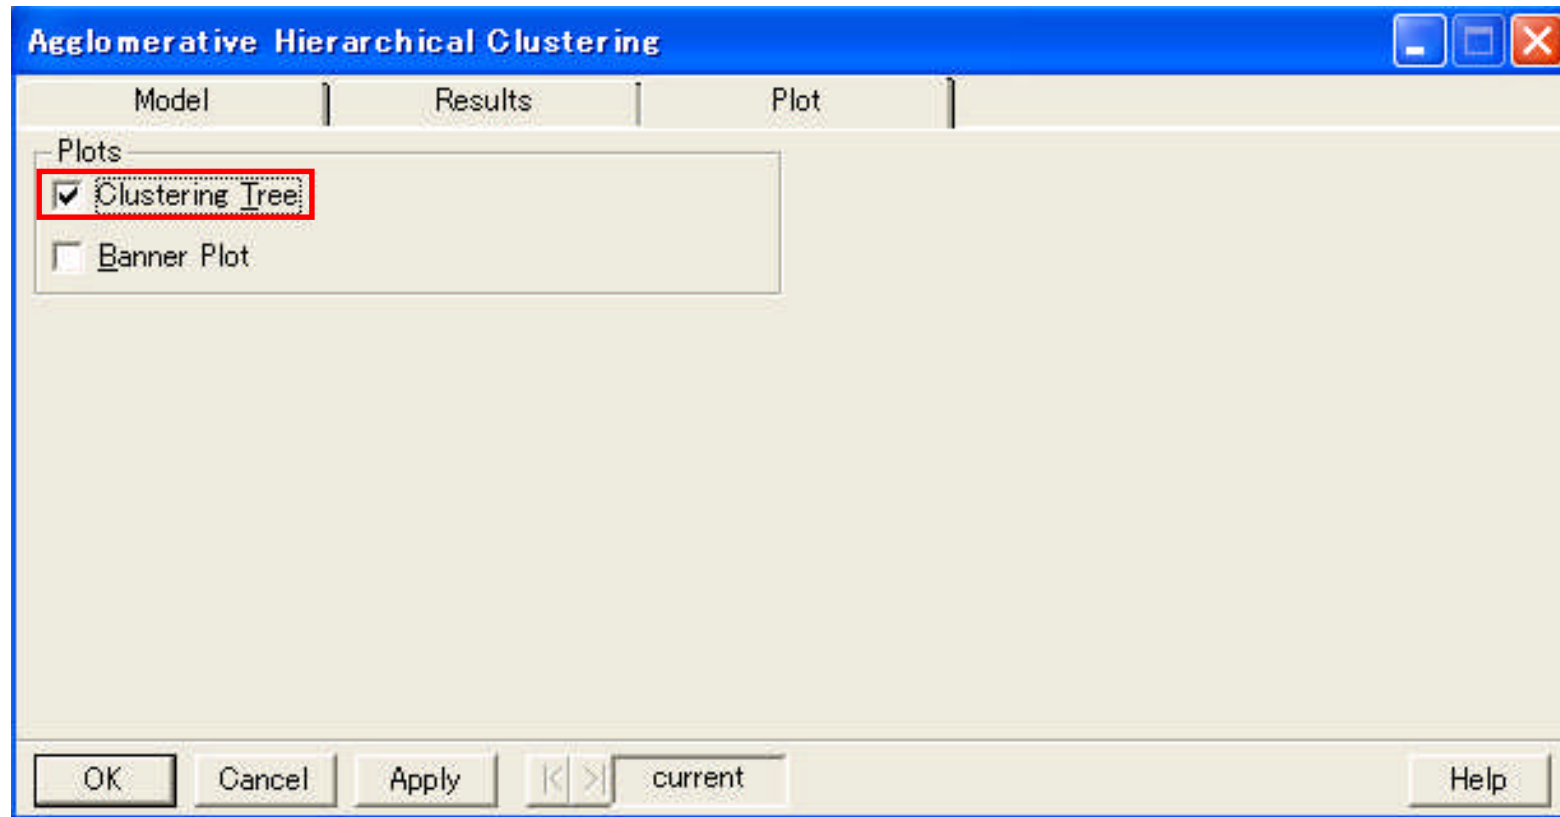 Agglomerative Hierarchical Clustering
Model Results Plot
Plots
Clustering Tree
Banner Plot
OK Cancel Apply current Help